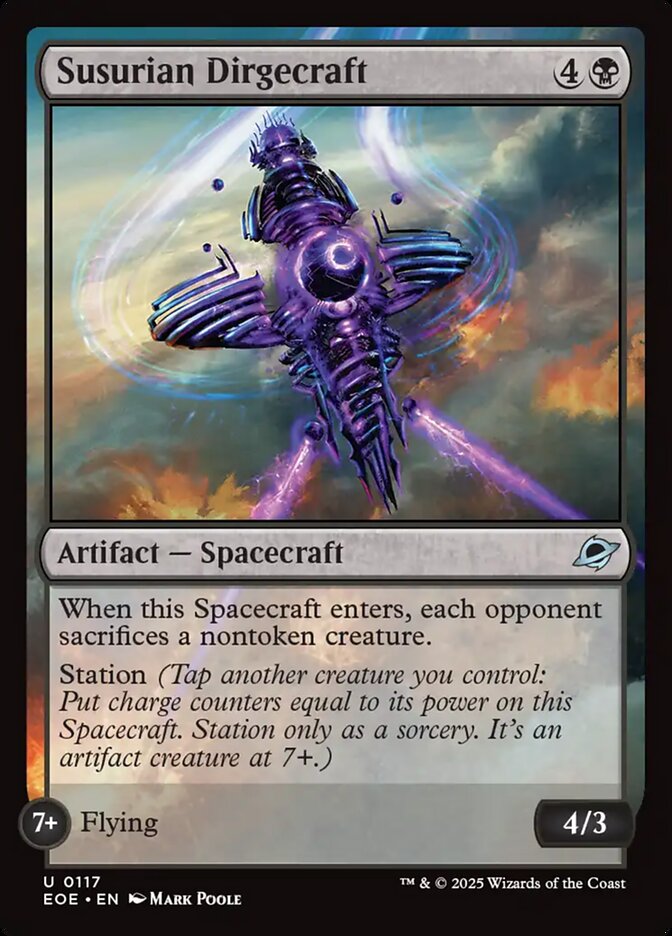 Susurian Dirgecraft 4
Artifact — Spacecraft
When this Spacecraft enters, each opponent
sacrifices a nontoken creature.
Station (Tap another creature you control:
Put charge counters equal to its power on this
Spacecraft. Station only as a sorcery. It's an
artifact creature at 7+.)
7+ Flying 4/3
U 0117 ™ & © 2025 Wizards of the Coast
EOE • EN Mark Poole